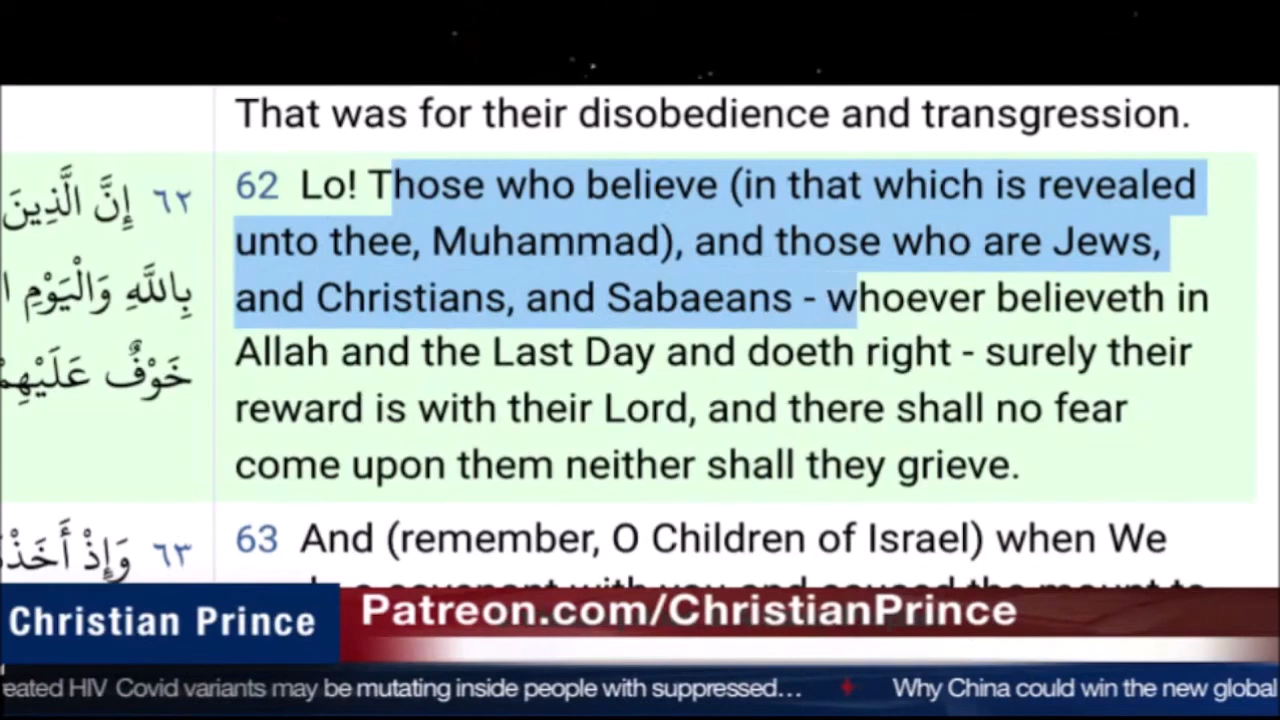 That was for their disobedience and transgression.
62 Lo! Those who believe (in that which is revealed
unto thee, Muhammad), and those who are Jews,
and Christians, and Sabaeans - whoever believeth in
Allah and the Last Day and doeth right - surely their
reward is with their Lord, and there shall no fear
come upon them neither shall they grieve.
٦٢ إِنَّ الَّذِينَ
بِاللَّهِ وَالْيَوْمِ
خَوْفٌ عَلَيْهِمْ
63 And (remember, O Children of Israel) when We
٦٣ وَإِذْ
Christian Prince
Patreon.com/ChristianPrince
HIV Covid variants may be mutating inside people with suppressed... Why China could win the new global